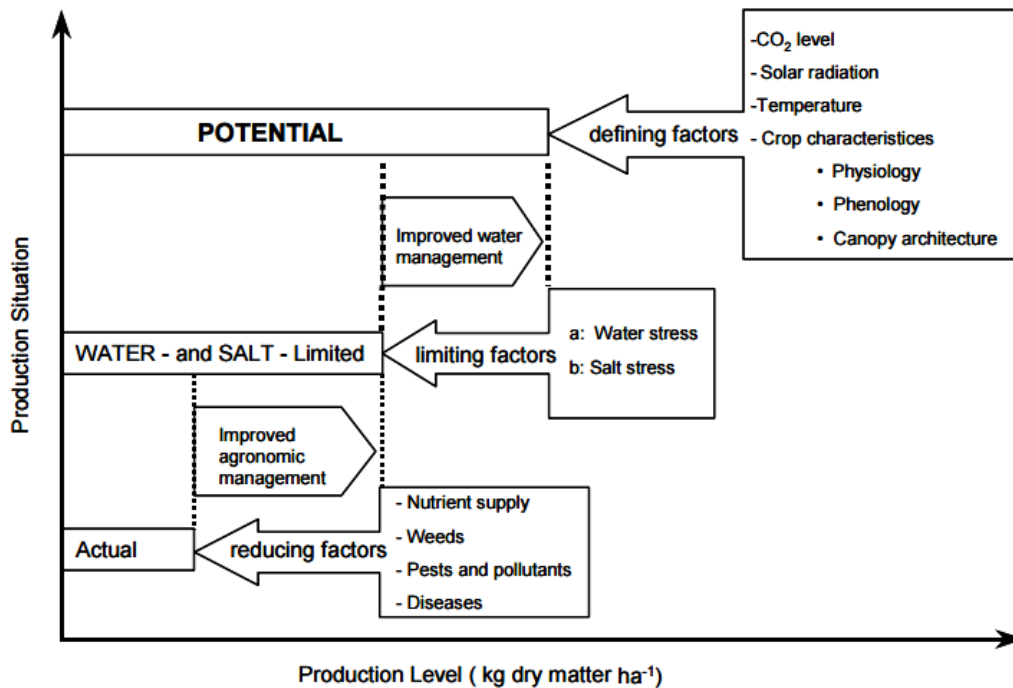 -CO₂ level
- Solar radiation
-Temperature
- Crop characteristices
• Physiology
• Phenology
• Canopy architecture
POTENTIAL
defining factors
Improved water
management
WATER - and SALT - Limited
limiting factors
a: Water stress
b: Salt stress
Improved
agronomic
management
Actual
reducing factors
- Nutrient supply
- Weeds
- Pests and pollutants
- Diseases
Production Situation
Production Level ( kg dry matter ha⁻¹)